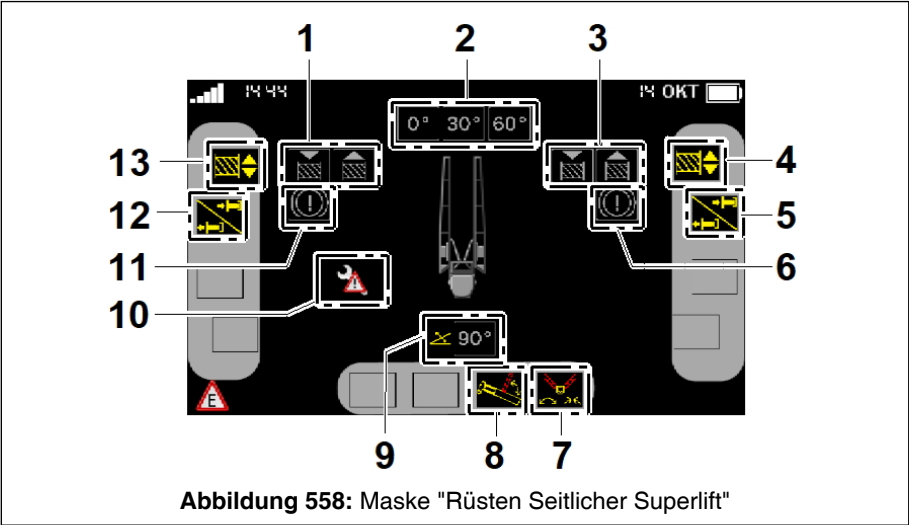 1 2 3
14 44
14 OKT
0° 30° 60°
13
4
12
5
11
6
10
90°
E
9 8 7
Abbildung 558: Maske "Rüsten Seitlicher Superlift"